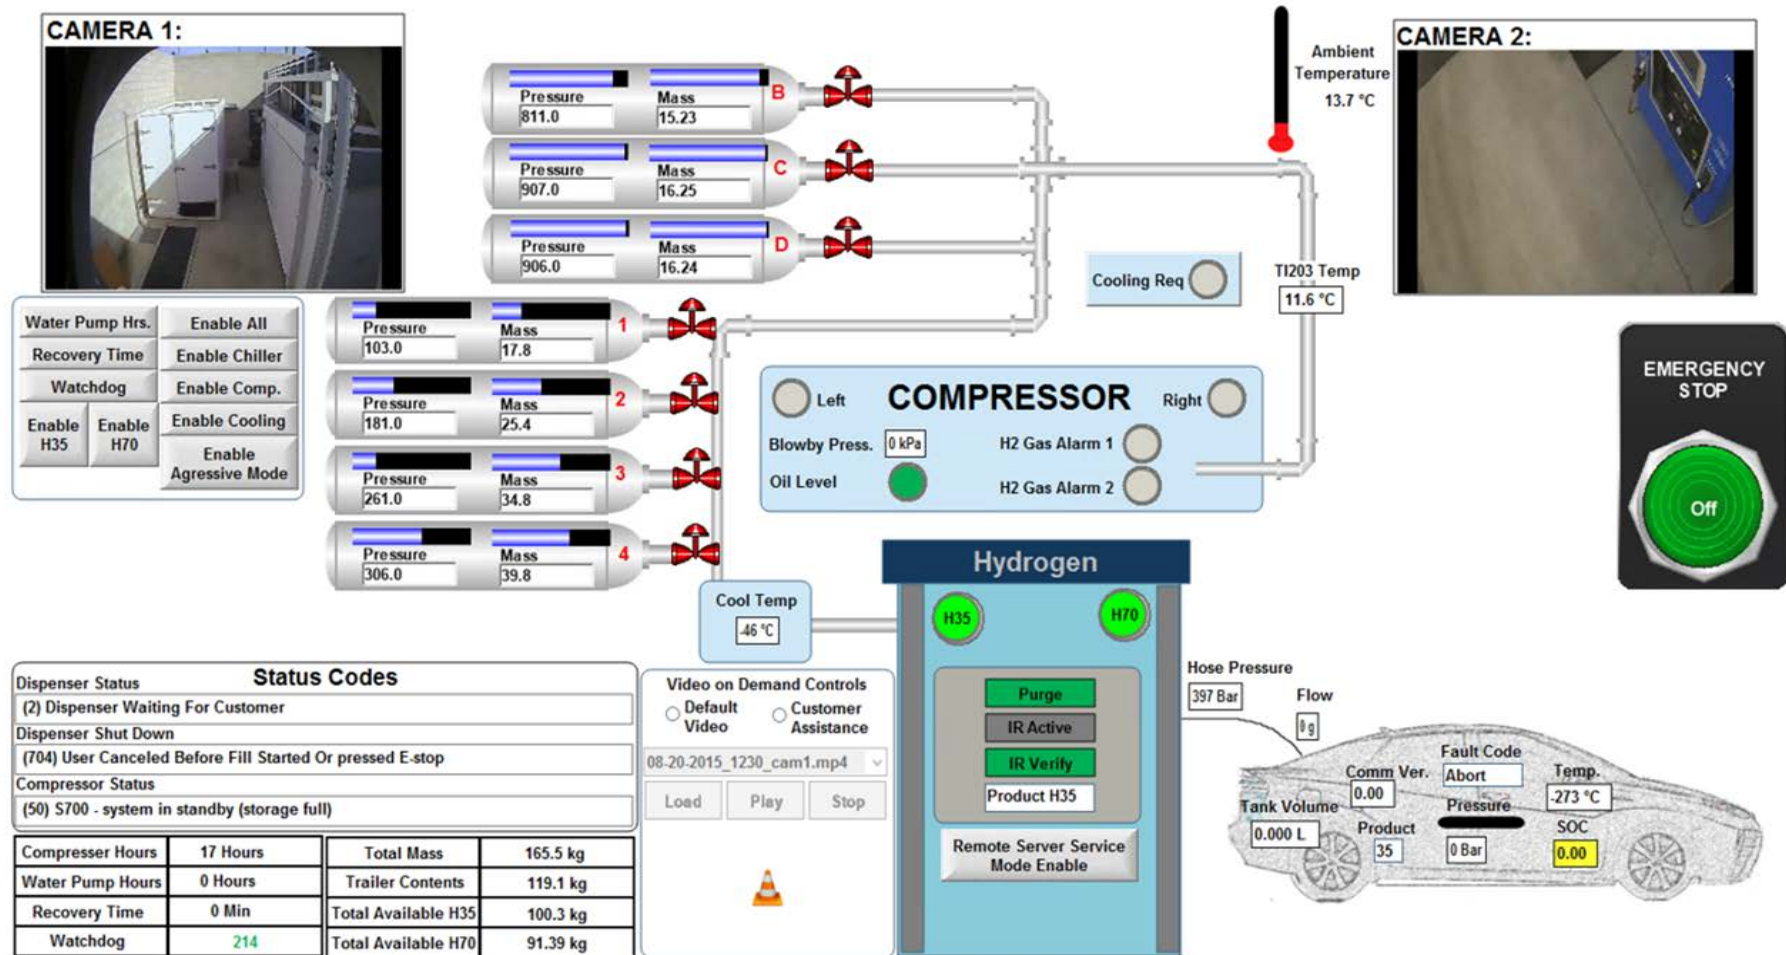 CAMERA 1:
Pressure
811.0
Mass
15.23
B
Pressure
907.0
Mass
16.25
C
Pressure
906.0
Mass
16.24
D
Ambient
Temperature
13.7 °C
CAMERA 2:
Cooling Req
TI203 Temp
11.6 °C
Water Pump Hrs.
Enable All
Recovery Time
Enable Chiller
Watchdog
Enable Comp.
Enable
H35
Enable
H70
Enable Cooling
Enable
Agressive Mode
Pressure
103.0
Mass
17.8
1
Pressure
181.0
Mass
25.4
2
Pressure
261.0
Mass
34.8
3
Pressure
306.0
Mass
39.8
4
Left
COMPRESSOR
Right
Blowby Press.
0 kPa
H2 Gas Alarm 1
Oil Level
H2 Gas Alarm 2
EMERGENCY
STOP
Off
Cool Temp
-46 °C
Hydrogen
H35
H70
Purge
IR Active
IR Verify
Product H35
Remote Server Service
Mode Enable
Hose Pressure
397 Bar
Flow
0 g
Fault Code
Abort
Comm Ver.
0.00
Temp.
-273 °C
Tank Volume
0.000 L
Product
35
Pressure
0 Bar
SOC
0.00
Status Codes
Dispenser Status
(2) Dispenser Waiting For Customer
Dispenser Shut Down
(704) User Canceled Before Fill Started Or pressed E-stop
Compressor Status
(50) S700 - system in standby (storage full)
Video on Demand Controls
Default
Video
Customer
Assistance
08-20-2015_1230_cam1.mp4
Load
Play
Stop
Compresser Hours
17 Hours
Total Mass
165.5 kg
Water Pump Hours
0 Hours
Trailer Contents
119.1 kg
Recovery Time
0 Min
Total Available H35
100.3 kg
Watchdog
214
Total Available H70
91.39 kg